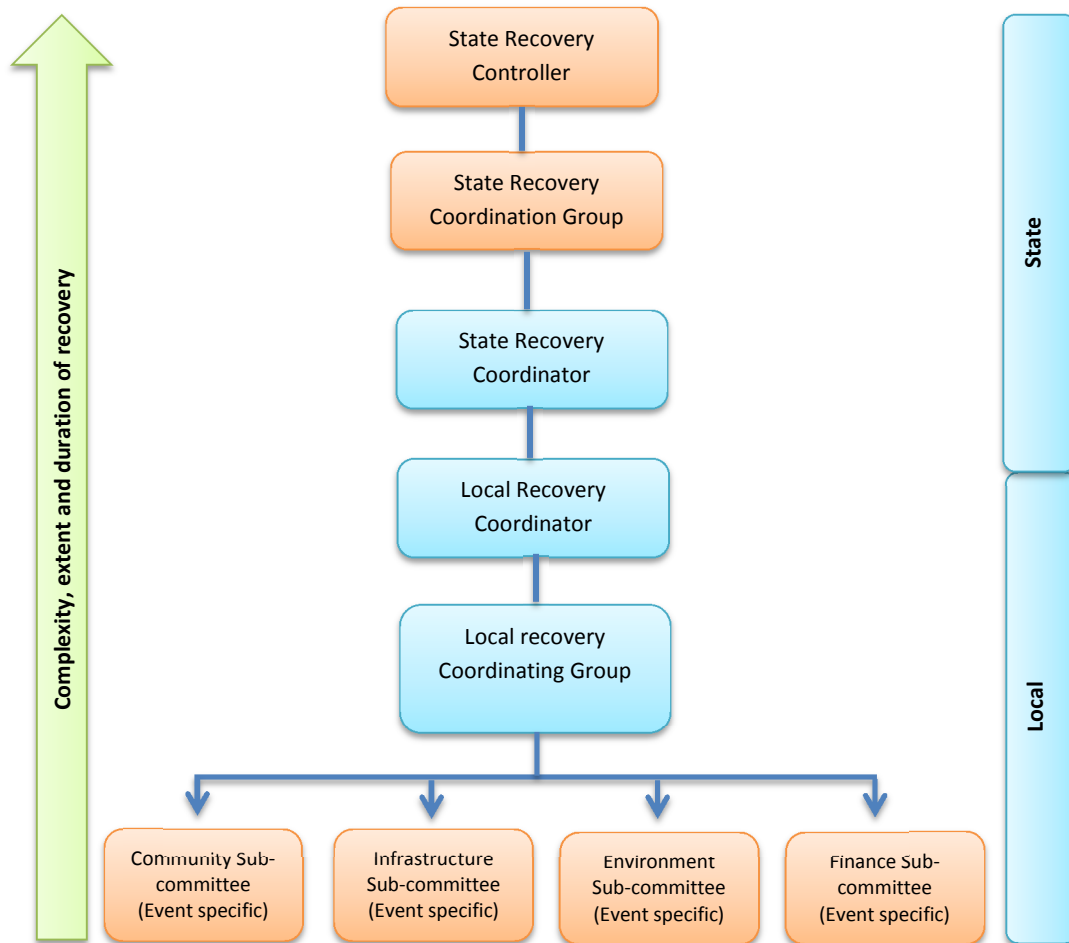 State Recovery
Controller
State Recovery
Coordination Group
State Recovery
Coordinator
Local Recovery
Coordinator
Local recovery
Coordinating Group
Community Sub-
committee
(Event specific)
Infrastructure
Sub-committee
(Event specific)
Environment
Sub-committee
(Event specific)
Finance Sub-
committee
(Event specific)
Complexity, extent and duration of recovery
State
Local